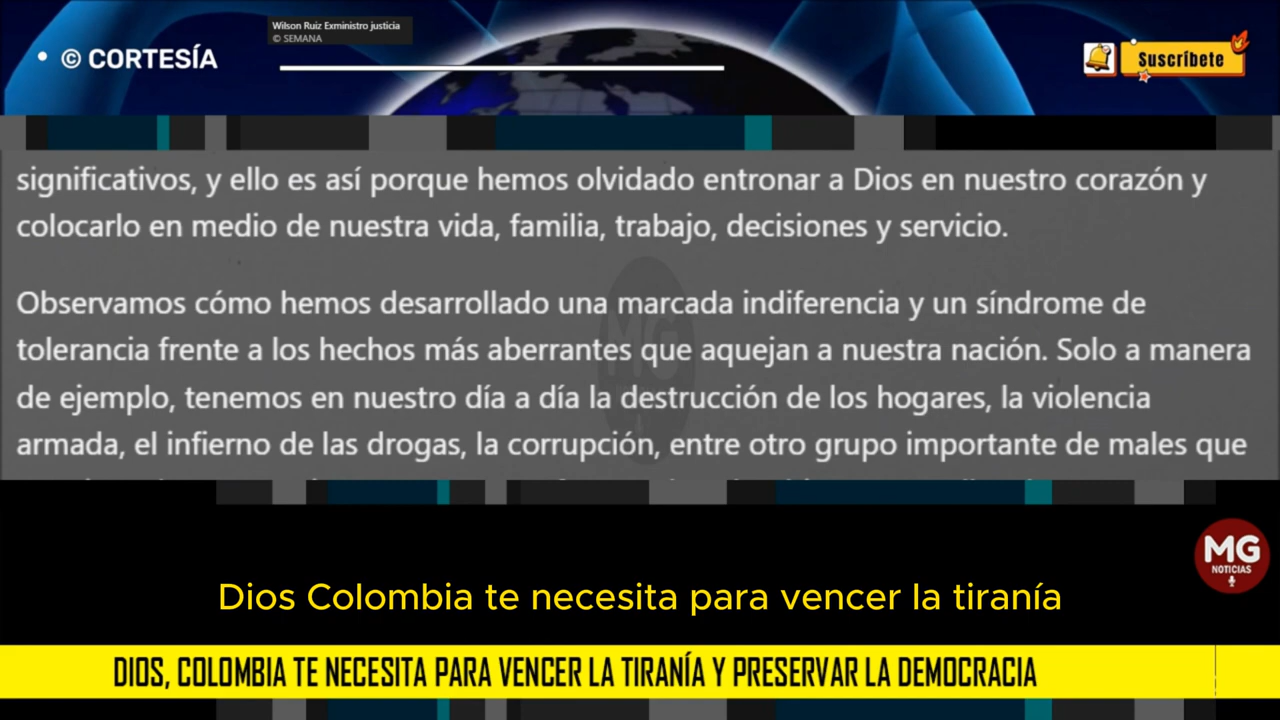 Wilson Ruiz Exministro justicia
© SEMANA
• © CORTESÍA
Suscríbete
significativos, y ello es así porque hemos olvidado entronar a Dios en nuestro corazón y
colocarlo en medio de nuestra vida, familia, trabajo, decisiones y servicio.
Observamos cómo hemos desarrollado una marcada indiferencia y un síndrome de
tolerancia frente a los hechos más aberrantes que aquejan a nuestra nación. Solo a manera
de ejemplo, tenemos en nuestro día a día la destrucción de los hogares, la violencia
armada, el infierno de las drogas, la corrupción, entre otro grupo importante de males que
MG
NOTICIAS
Dios Colombia te necesita para vencer la tiranía
DIOS, COLOMBIA TE NECESITA PARA VENCER LA TIRANÍA Y PRESERVAR LA DEMOCRACIA